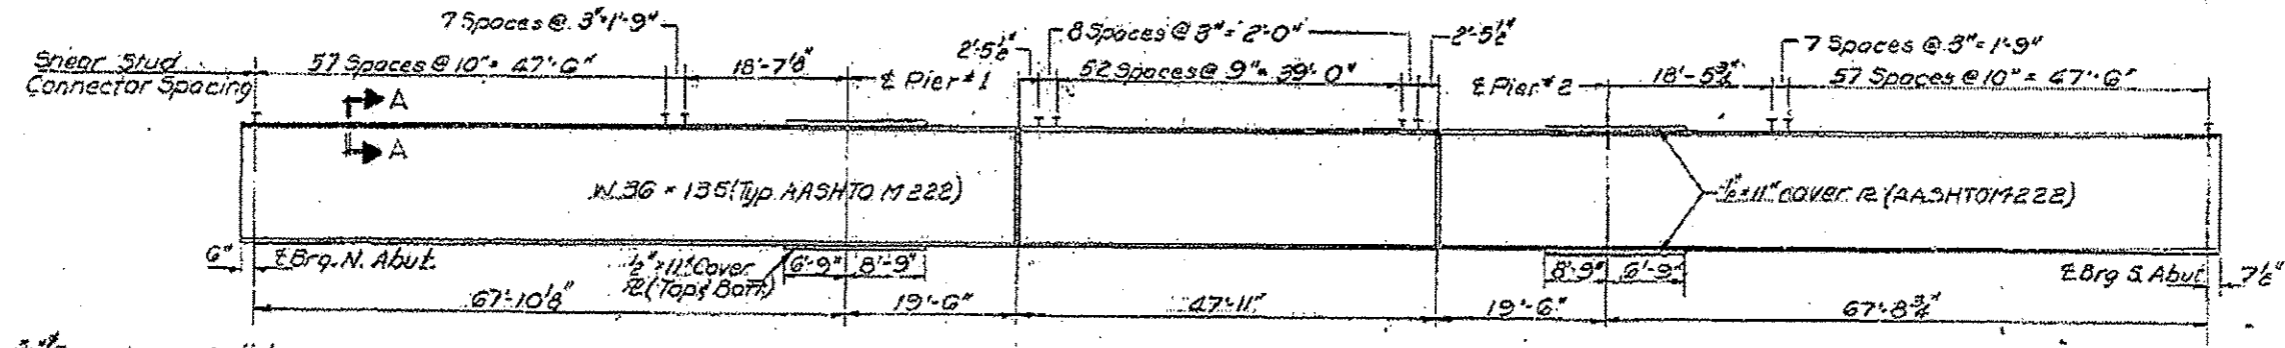 7 Spaces @ 3"=1'-9"
8 Spaces @ 3" = 2'-0"
2'-5½"
2'-5½"
7 Spaces @ 3"=1'-9"
Shear Stud
Connector Spacing
57 Spaces @ 10" = 47'-6"
18'-7⅛"
℄ Pier #1
52 Spaces @ 9" = 39'-0"
℄ Pier #2
18'-5¾"
57 Spaces @ 10" = 47'-6"
A
A
W 36 × 135 (Typ. AASHTO M 222)
½"×11" cover ℞ (AASHTO M 222)
6"
℄ Brg. N. Abut.
½"×11" Cover
℞ (Top & Bott.)
6'-9"
8'-9"
8'-9"
6'-9"
℄ Brg S. Abut.
7½"
67'-10⅛"
19'-6"
47'-11"
19'-6"
67'-8¾"